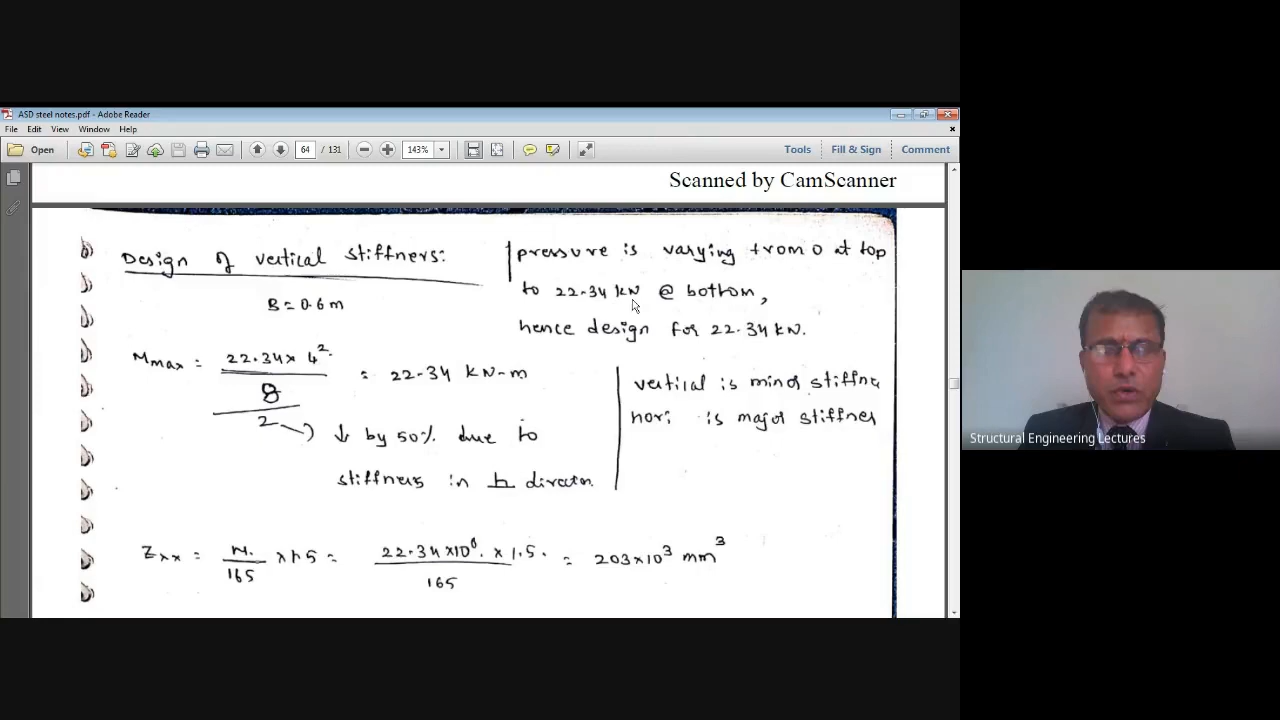 ASD steel notes.pdf - Adobe Reader
File Edit View Window Help
Open 64 / 131 143% Tools Fill & Sign Comment
Scanned by CamScanner
Design of vertical stiffners:
B = 0.6 m
pressure is varying from 0 at top
to 22.34 kN @ bottom,
hence design for 22.34 kN.
Mmax = 22.34 x 4² / 8 / 2 = 22.34 KN-m
↓ by 50% due to
stiffners in h directn.
vertical is minor stiffne
hori is major stiffner
Zxx = M / 165 x 1.5 = 22.34 x 10⁶ x 1.5 / 165 = 203 x 10³ mm³
Structural Engineering Lectures